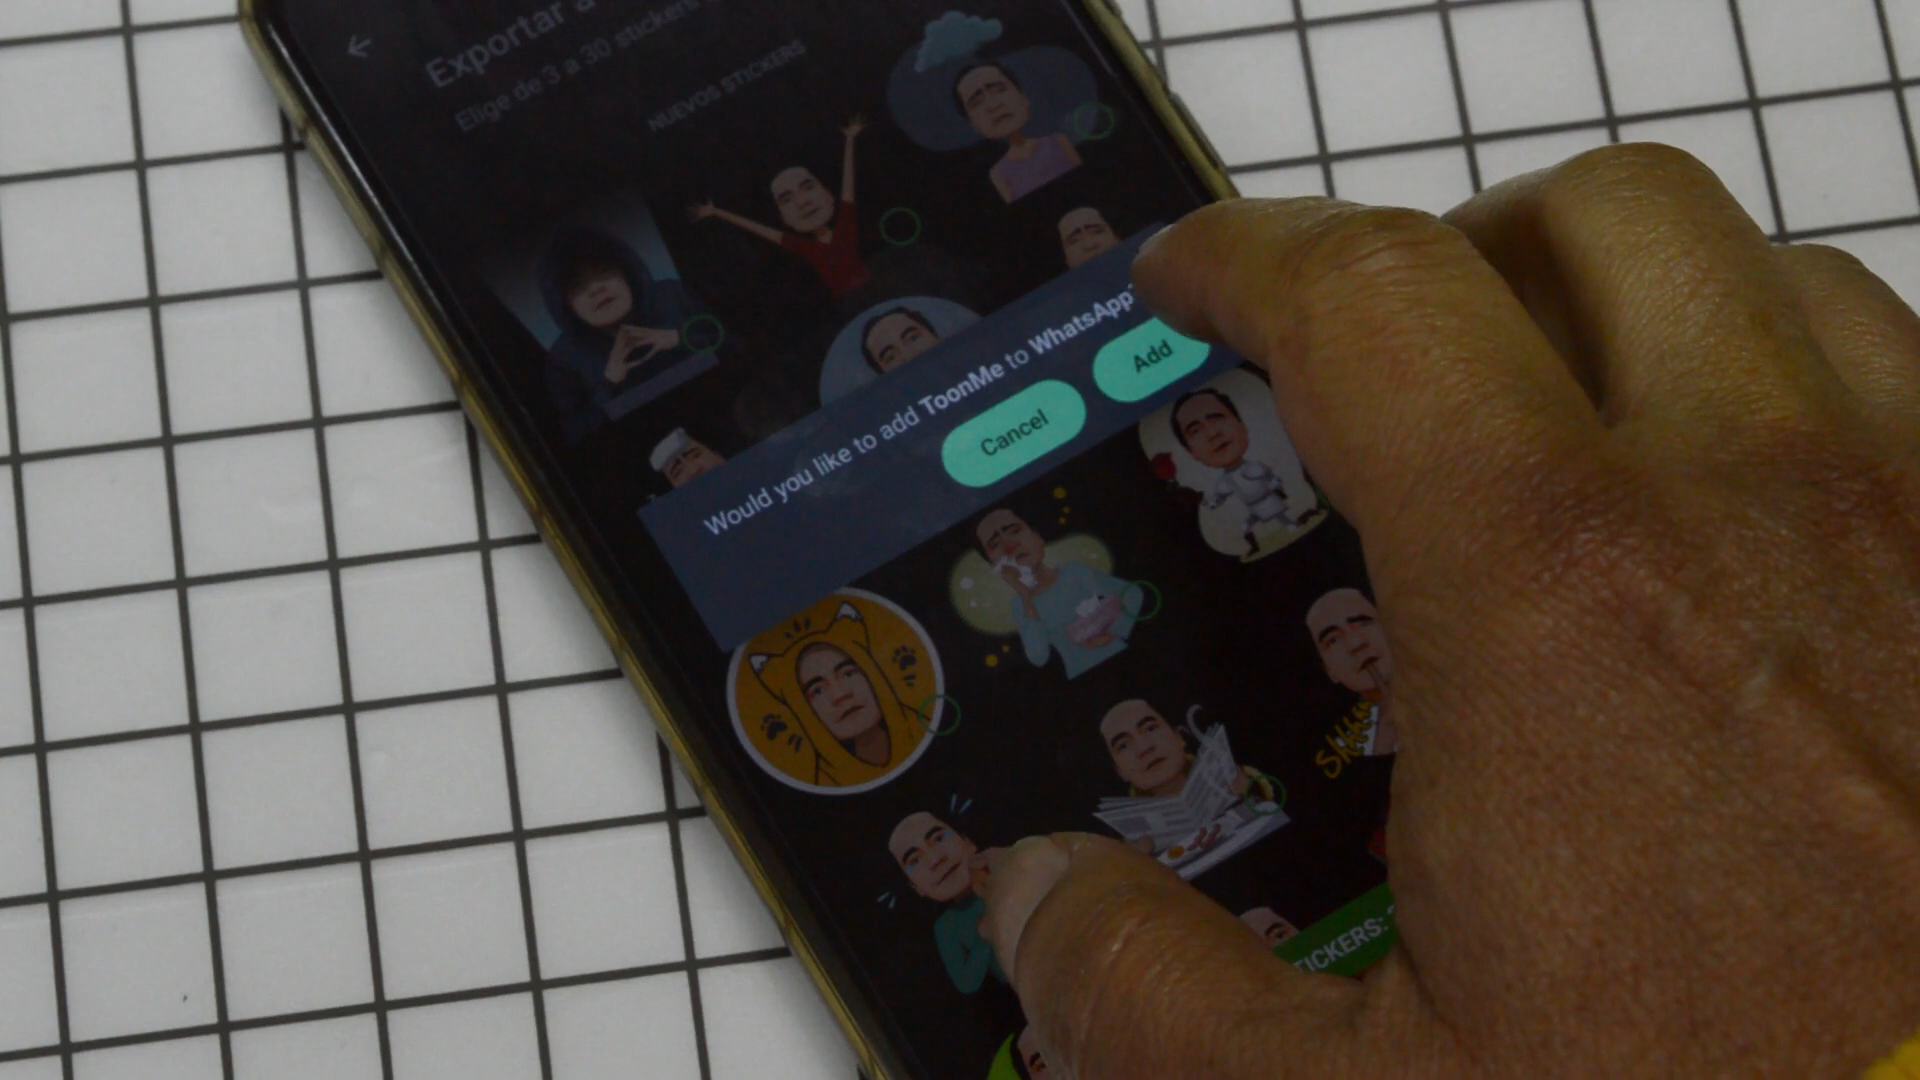 Exportar a
Elige de 3 a 30 stickers
NUEVOS STICKERS
Would you like to add ToonMe to WhatsApp?
Cancel
Add
TICKERS: